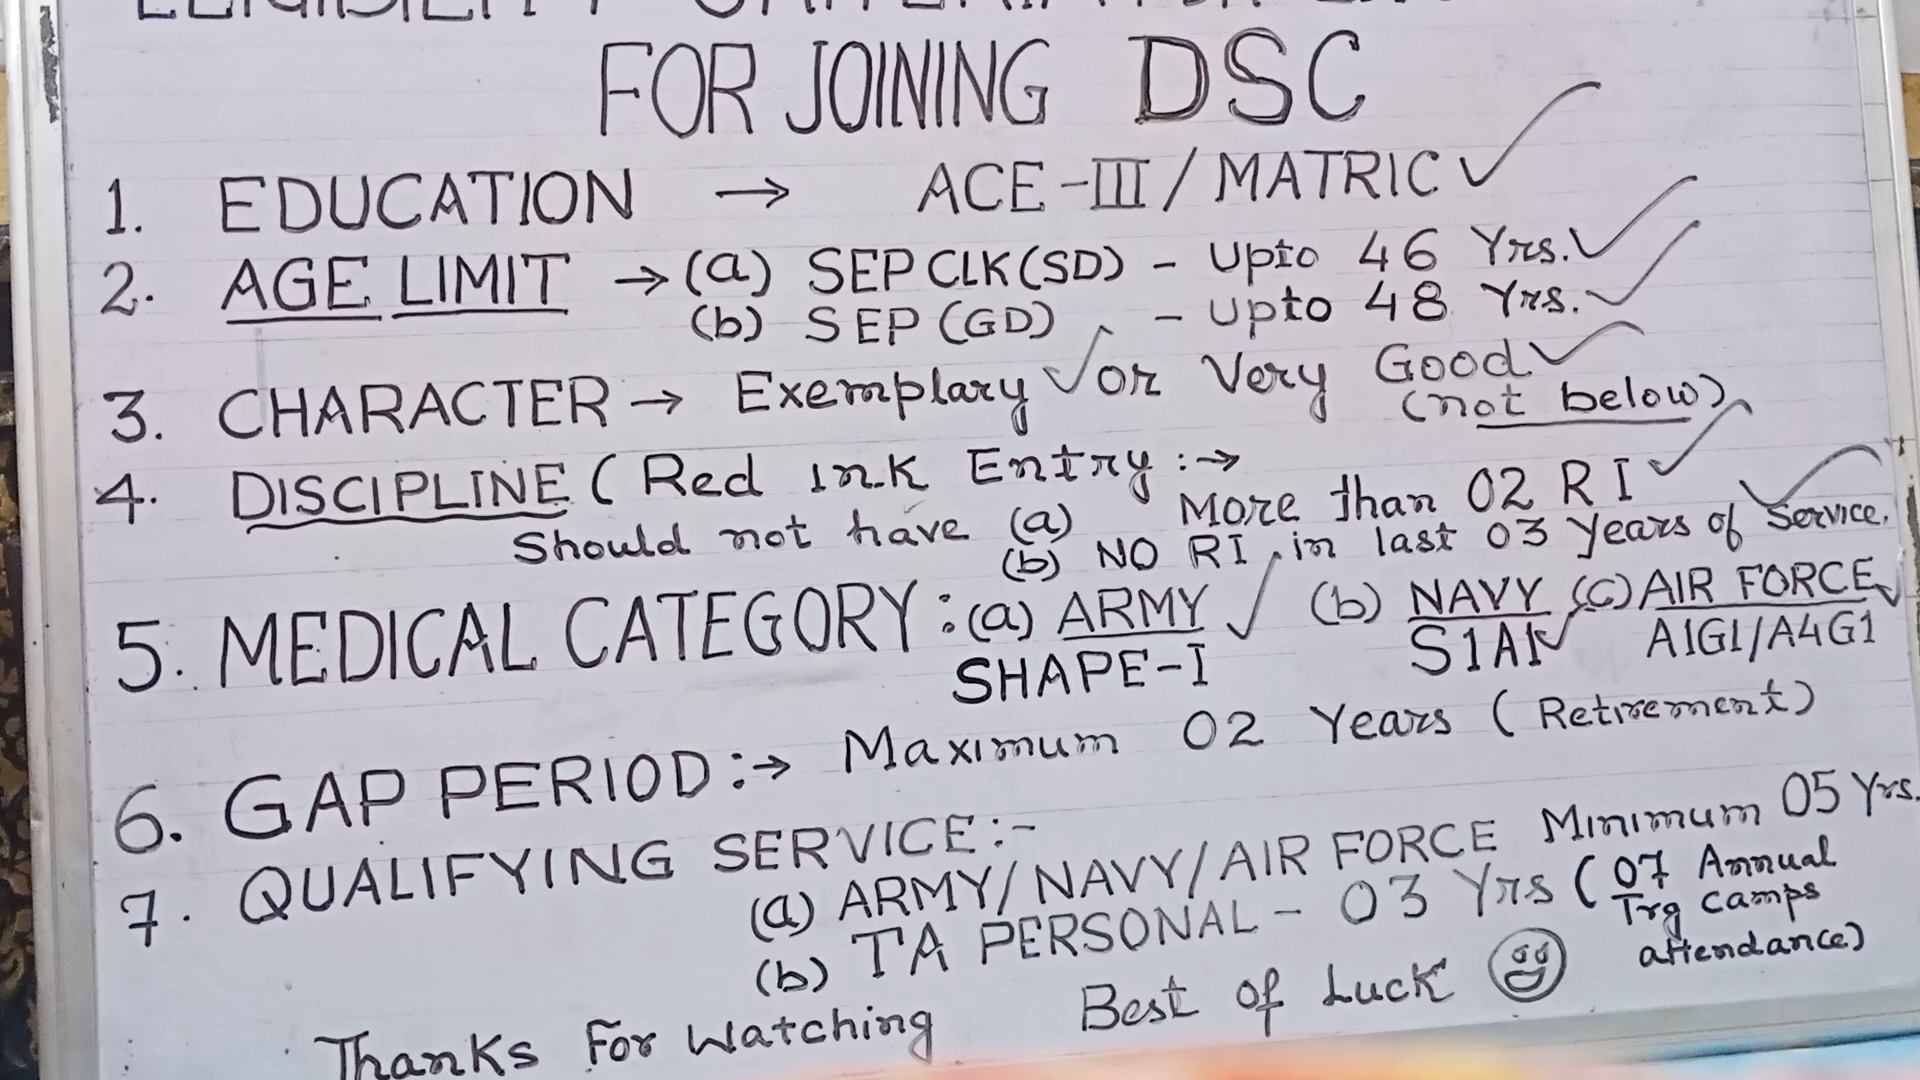 ELIGIBILITY CRITERIA FOR
FOR JOINING DSC
1. EDUCATION → ACE-III/MATRIC ✓
2. AGE LIMIT → (a) SEP CLK(SD) - Upto 46 Yrs. ✓
(b) SEP (GD) - Upto 48 Yrs. ✓
3. CHARACTER → Exemplary ✓ or Very Good ✓
(not below)
4. DISCIPLINE (Red Ink Entry :→
Should not have (a) More than 02 RI ✓
(b) NO RI in last 03 years of Service. ✓
5. MEDICAL CATEGORY : (a) ARMY ✓ (b) NAVY (C) AIR FORCE ✓
SHAPE-I S1A1 ✓ A1G1/A4G1
6. GAP PERIOD :→ Maximum 02 Years (Retirement)
7. QUALIFYING SERVICE :-
(a) ARMY/NAVY/AIR FORCE Minimum 05 Yrs.
(b) TA PERSONAL - 03 Yrs (07 Annual
Trg camps
attendance)
Thanks For Watching Best of Luck